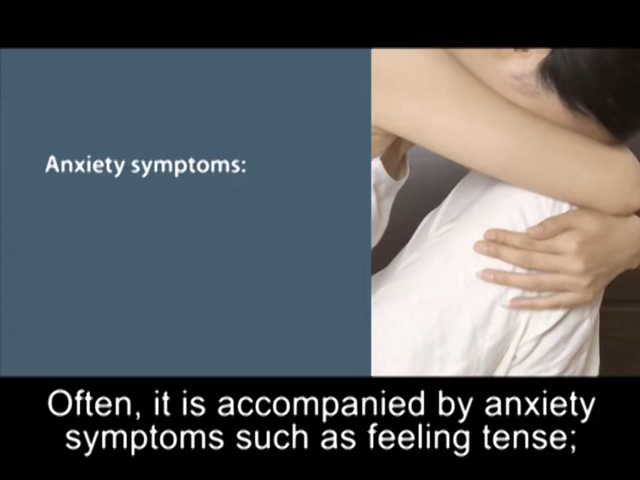 Anxiety symptoms:
Often, it is accompanied by anxiety
symptoms such as feeling tense;